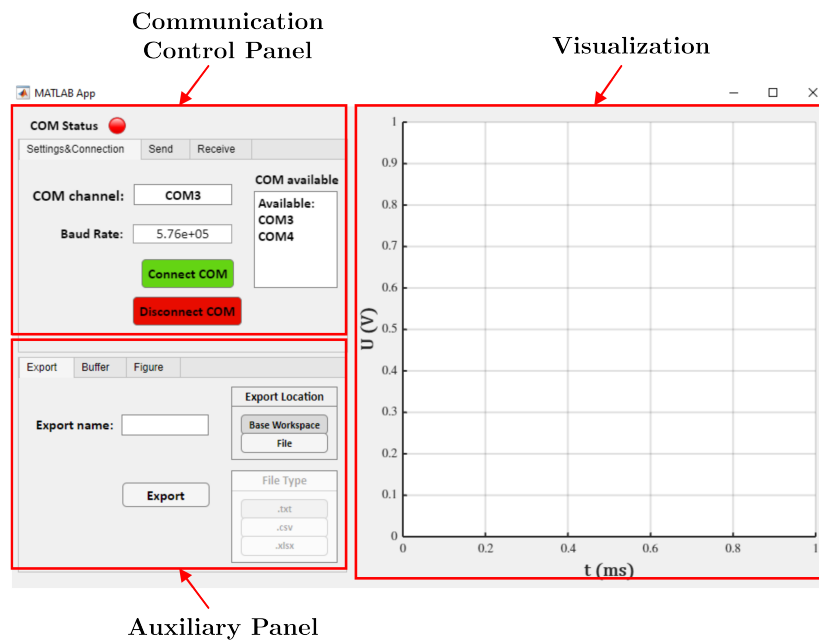 Communication
Control Panel
Visualization
MATLAB App
COM Status
Settings&Connection Send Receive
COM channel: COM3
COM available
Available:
COM3
COM4
Baud Rate: 5.76e+05
Connect COM
Disconnect COM
Export Buffer Figure
Export name:
Export
Export Location
Base Workspace
File
File Type
.txt
.csv
.xlsx
1
0.9
0.8
0.7
0.6
0.5
0.4
0.3
0.2
0.1
0
U (V)
0 0.2 0.4 0.6 0.8 1
t (ms)
Auxiliary Panel